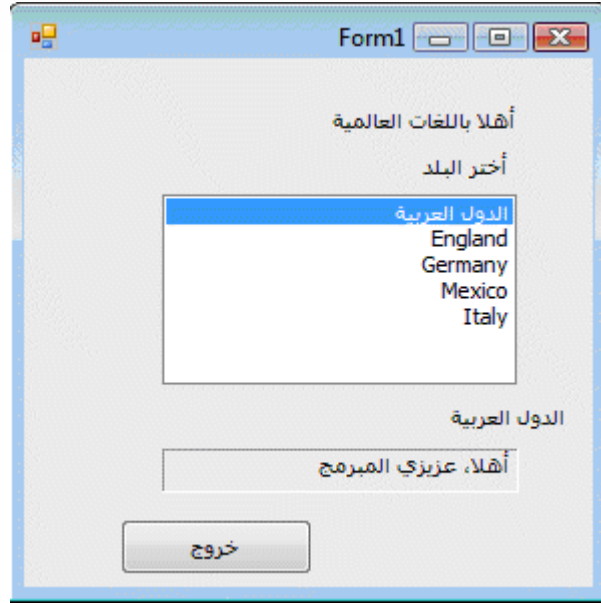 Form1
أهلا باللغات العالمية
أختر البلد
الدول العربية
England
Germany
Mexico
Italy
الدول العربية
أهلا، عزيزي المبرمج
خروج